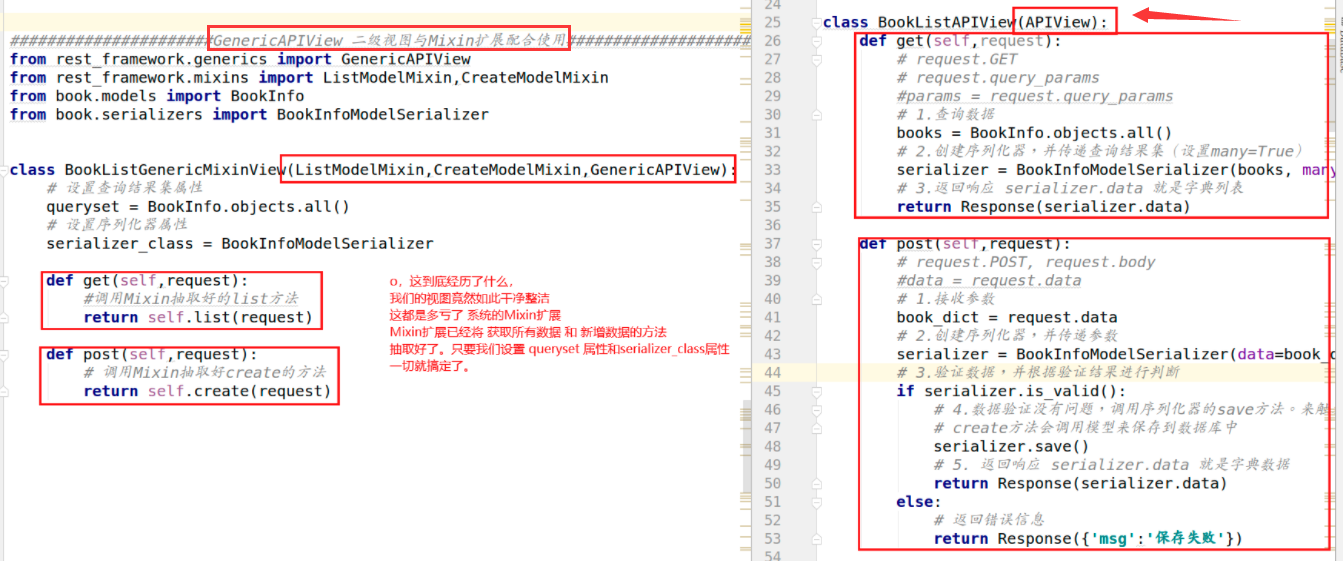 ######################GenericAPIView 二级视图与Mixin扩展配合使用####################
from rest_framework.generics import GenericAPIView
from rest_framework.mixins import ListModelMixin,CreateModelMixin
from book.models import BookInfo
from book.serializers import BookInfoModelSerializer
class BookListGenericMixinView(ListModelMixin,CreateModelMixin,GenericAPIView):
# 设置查询结果集属性
queryset = BookInfo.objects.all()
# 设置序列化器属性
serializer_class = BookInfoModelSerializer
def get(self,request):
#调用Mixin抽取好的list方法
return self.list(request)
def post(self,request):
# 调用Mixin抽取好create的方法
return self.create(request)
o，这到底经历了什么，
我们的视图竟然如此干净整洁
这都是多亏了 系统的Mixin扩展
Mixin扩展已经将 获取所有数据 和 新增数据的方法
抽取好了。只要我们设置 queryset 属性和serializer_class属性
一切就搞定了。
24
25 class BookListAPIView(APIView):
26 def get(self,request):
27 # request.GET
28 # request.query_params
29 #params = request.query_params
30 # 1.查询数据
31 books = BookInfo.objects.all()
32 # 2.创建序列化器，并传递查询结果集（设置many=True）
33 serializer = BookInfoModelSerializer(books, many
34 # 3.返回响应 serializer.data 就是字典列表
35 return Response(serializer.data)
36
37 def post(self,request):
38 # request.POST, request.body
39 #data = request.data
40 # 1.接收参数
41 book_dict = request.data
42 # 2.创建序列化器，并传递参数
43 serializer = BookInfoModelSerializer(data=book_d
44 # 3.验证数据，并根据验证结果进行判断
45 if serializer.is_valid():
46 # 4.数据验证没有问题，调用序列化器的save方法。来触
47 # create方法会调用模型来保存到数据库中
48 serializer.save()
49 # 5. 返回响应 serializer.data 就是字典数据
50 return Response(serializer.data)
51 else:
52 # 返回错误信息
53 return Response({'msg':'保存失败'})
54